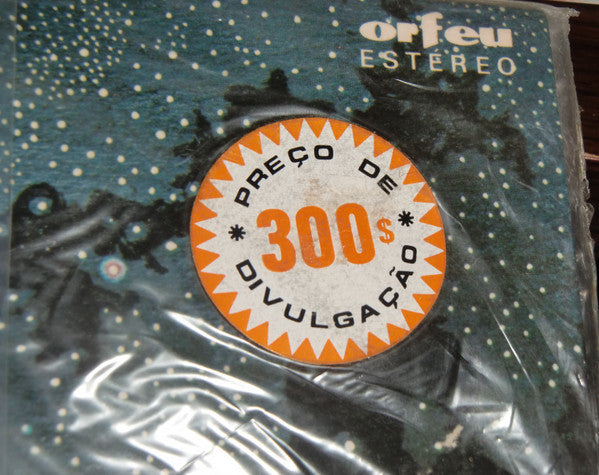 orfeu
ESTÉREO
PREÇO DE
* 300$ *
DIVULGAÇÃO